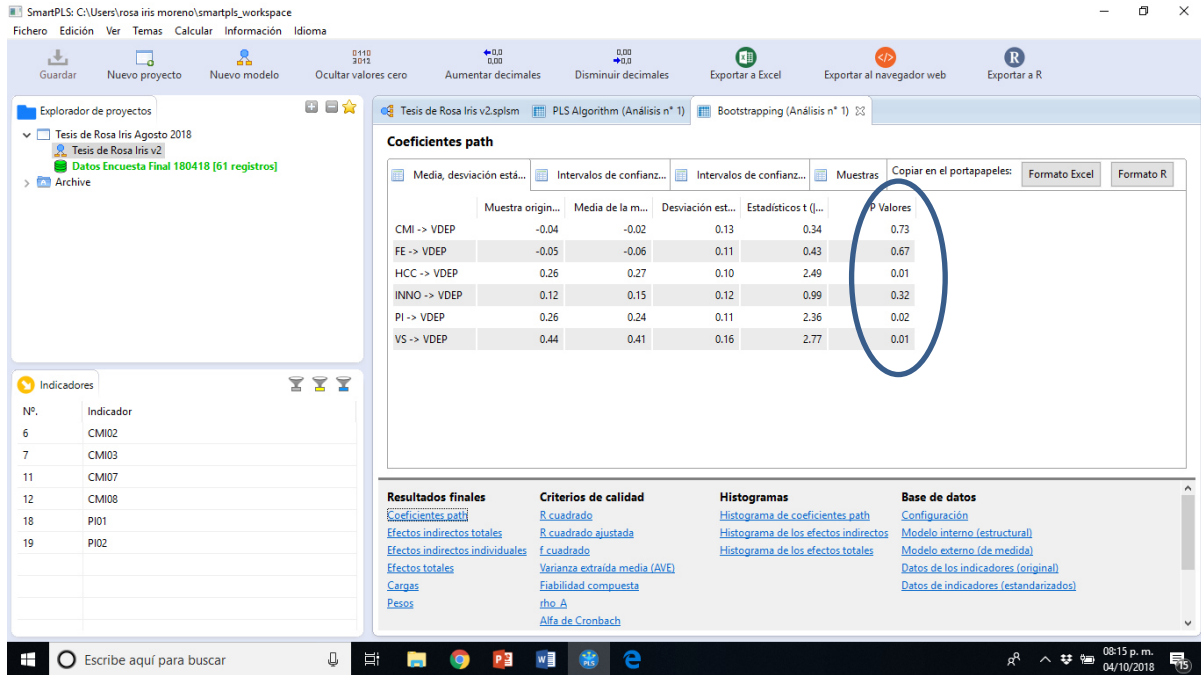 SmartPLS: C:\Users\rosa iris moreno\smartpls_workspace
Fichero Edición Ver Temas Calcular Información Idioma
Guardar Nuevo proyecto Nuevo modelo Ocultar valores cero Aumentar decimales Disminuir decimales Exportar a Excel Exportar al navegador web Exportar a R
Explorador de proyectos
Tesis de Rosa Iris Agosto 2018
Tesis de Rosa Iris v2
Datos Encuesta Final 180418 [61 registros]
Archive
Indicadores
Nº. Indicador
6 CMI02
7 CMI03
11 CMI07
12 CMI08
18 PI01
19 PI02
Tesis de Rosa Iris v2.splsm PLS Algorithm (Análisis n° 1) Bootstrapping (Análisis n° 1)
Coeficientes path
Media, desviación está... Intervalos de confianz... Intervalos de confianz... Muestras Copiar en el portapapeles: Formato Excel Formato R
Muestra origin... Media de la m... Desviación est... Estadísticos t (|... P Valores
CMI -> VDEP -0.04 -0.02 0.13 0.34 0.73
FE -> VDEP -0.05 -0.06 0.11 0.43 0.67
HCC -> VDEP 0.26 0.27 0.10 2.49 0.01
INNO -> VDEP 0.12 0.15 0.12 0.99 0.32
PI -> VDEP 0.26 0.24 0.11 2.36 0.02
VS -> VDEP 0.44 0.41 0.16 2.77 0.01
Resultados finales Criterios de calidad Histogramas Base de datos
Coeficientes path R cuadrado Histograma de coeficientes path Configuración
Efectos indirectos totales R cuadrado ajustada Histograma de los efectos indirectos Modelo interno (estructural)
Efectos indirectos individuales f cuadrado Histograma de los efectos totales Modelo externo (de medida)
Efectos totales Varianza extraída media (AVE) Datos de los indicadores (original)
Cargas Fiabilidad compuesta Datos de indicadores (estandarizados)
Pesos rho_A
Alfa de Cronbach
Escribe aquí para buscar
08:15 p. m.
04/10/2018
15